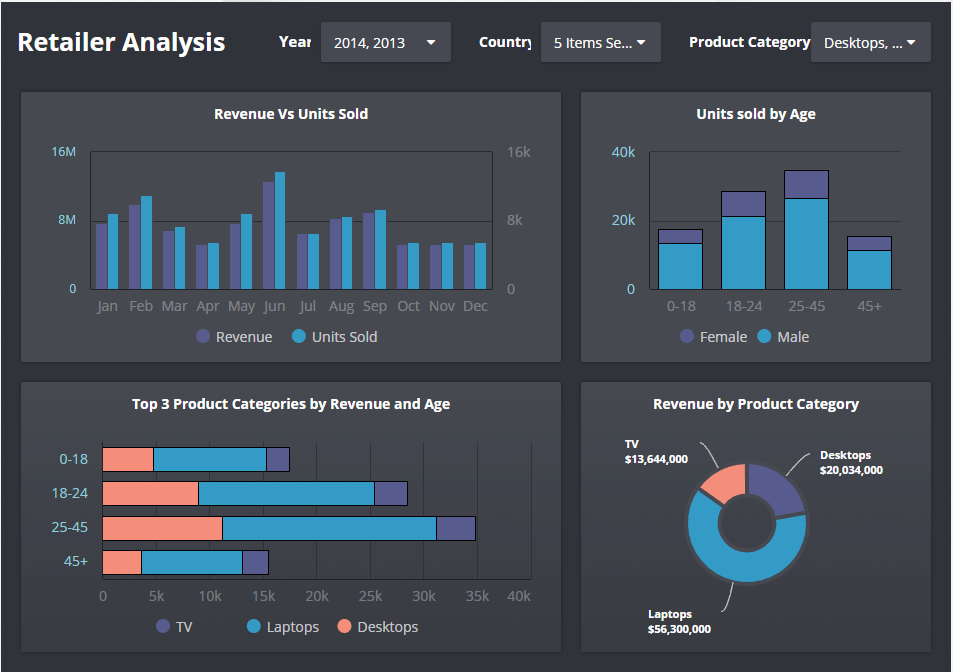 Retailer Analysis
Year
2014, 2013
Country
5 Items Se...
Product Category
Desktops, ...
Revenue Vs Units Sold
16M
8M
0
16k
8k
0
Jan Feb Mar Apr May Jun Jul Aug Sep Oct Nov Dec
Revenue Units Sold
Units sold by Age
40k
20k
0
0-18 18-24 25-45 45+
Female Male
Top 3 Product Categories by Revenue and Age
0-18
18-24
25-45
45+
0 5k 10k 15k 20k 25k 30k 35k 40k
TV Laptops Desktops
Revenue by Product Category
TV
$13,644,000
Desktops
$20,034,000
Laptops
$56,300,000